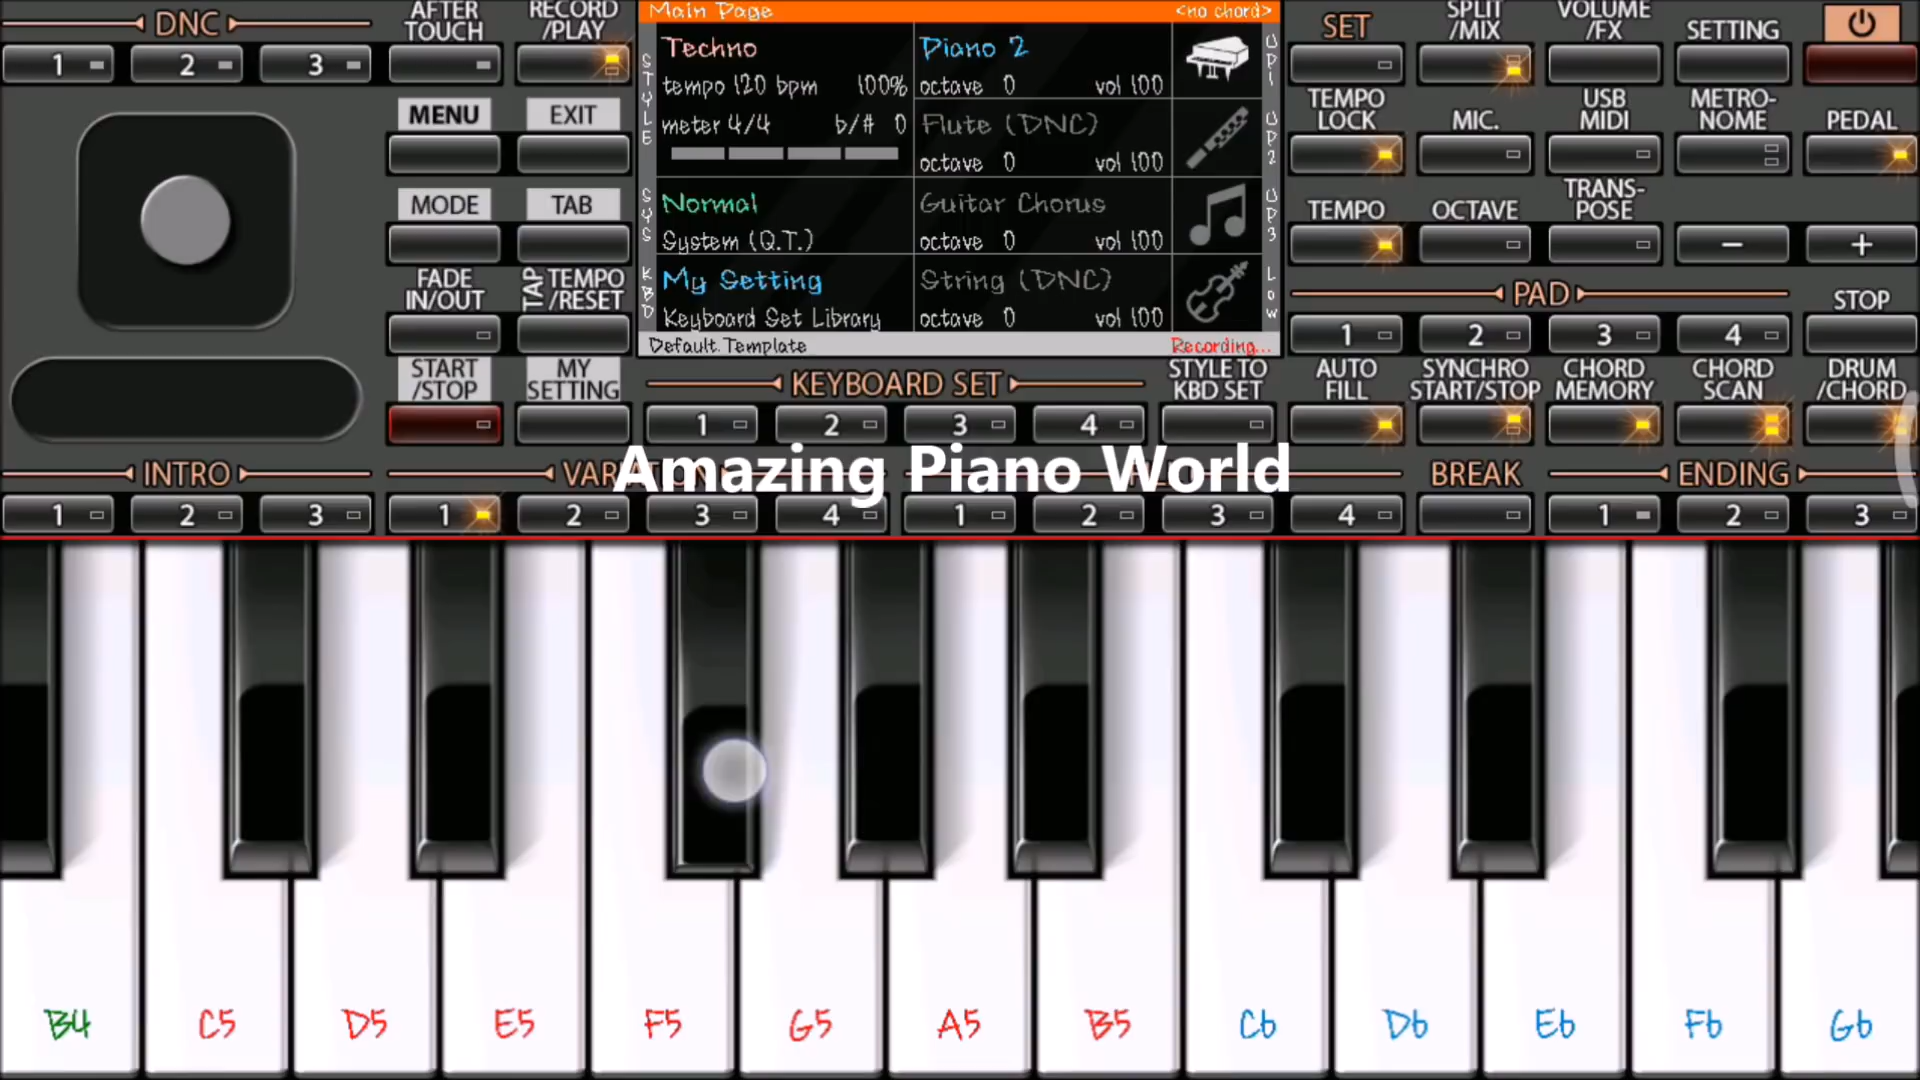 DNC
AFTER TOUCH
RECORD /PLAY
1 2 3
MENU EXIT
MODE TAB
FADE IN/OUT
TAP TEMPO /RESET
START /STOP
MY SETTING
Main Page <no chord>
STYLE
Techno
tempo 120 bpm 100%
meter 4/4 b/# 0
SYS
Normal
System (Q.T.)
KBD
My Setting
Keyboard Set Library
Piano 2
octave 0 vol 100
UP1
Flute (DNC)
octave 0 vol 100
UP2
Guitar Chorus
octave 0 vol 100
UP3
String (DNC)
octave 0 vol 100
Low
Default Template Recording...
SET
SPLIT /MIX
VOLUME /FX
SETTING
TEMPO LOCK
MIC.
USB MIDI
METRO-NOME
PEDAL
TEMPO OCTAVE TRANS-POSE
− +
PAD STOP
1 2 3 4
KEYBOARD SET
STYLE TO KBD SET
AUTO FILL
SYNCHRO START/STOP
CHORD MEMORY
CHORD SCAN
DRUM /CHORD
1 2 3 4
Amazing Piano World
INTRO
BREAK ENDING
1 2 3 1 2 3 4 1 2 3 4 1 2 3
B4 C5 D5 E5 F5 G5 A5 B5 C6 D6 E6 F6 G6